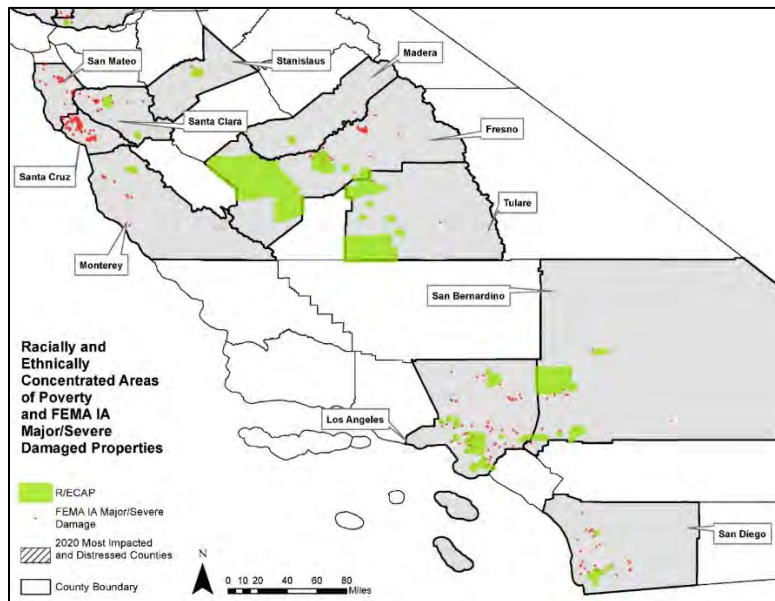 San Mateo
Stanislaus
Madera
Santa Clara
Fresno
Santa Cruz
Tulare
Monterey
San Bernardino
Racially and
Ethnically
Concentrated Areas
of Poverty
and FEMA IA
Major/Severe
Damaged Properties
Los Angeles
R/ECAP
FEMA IA Major/Severe
Damage
2020 Most Impacted
and Distressed Counties
County Boundary
N
0 10 20 40 60 80
Miles
San Diego